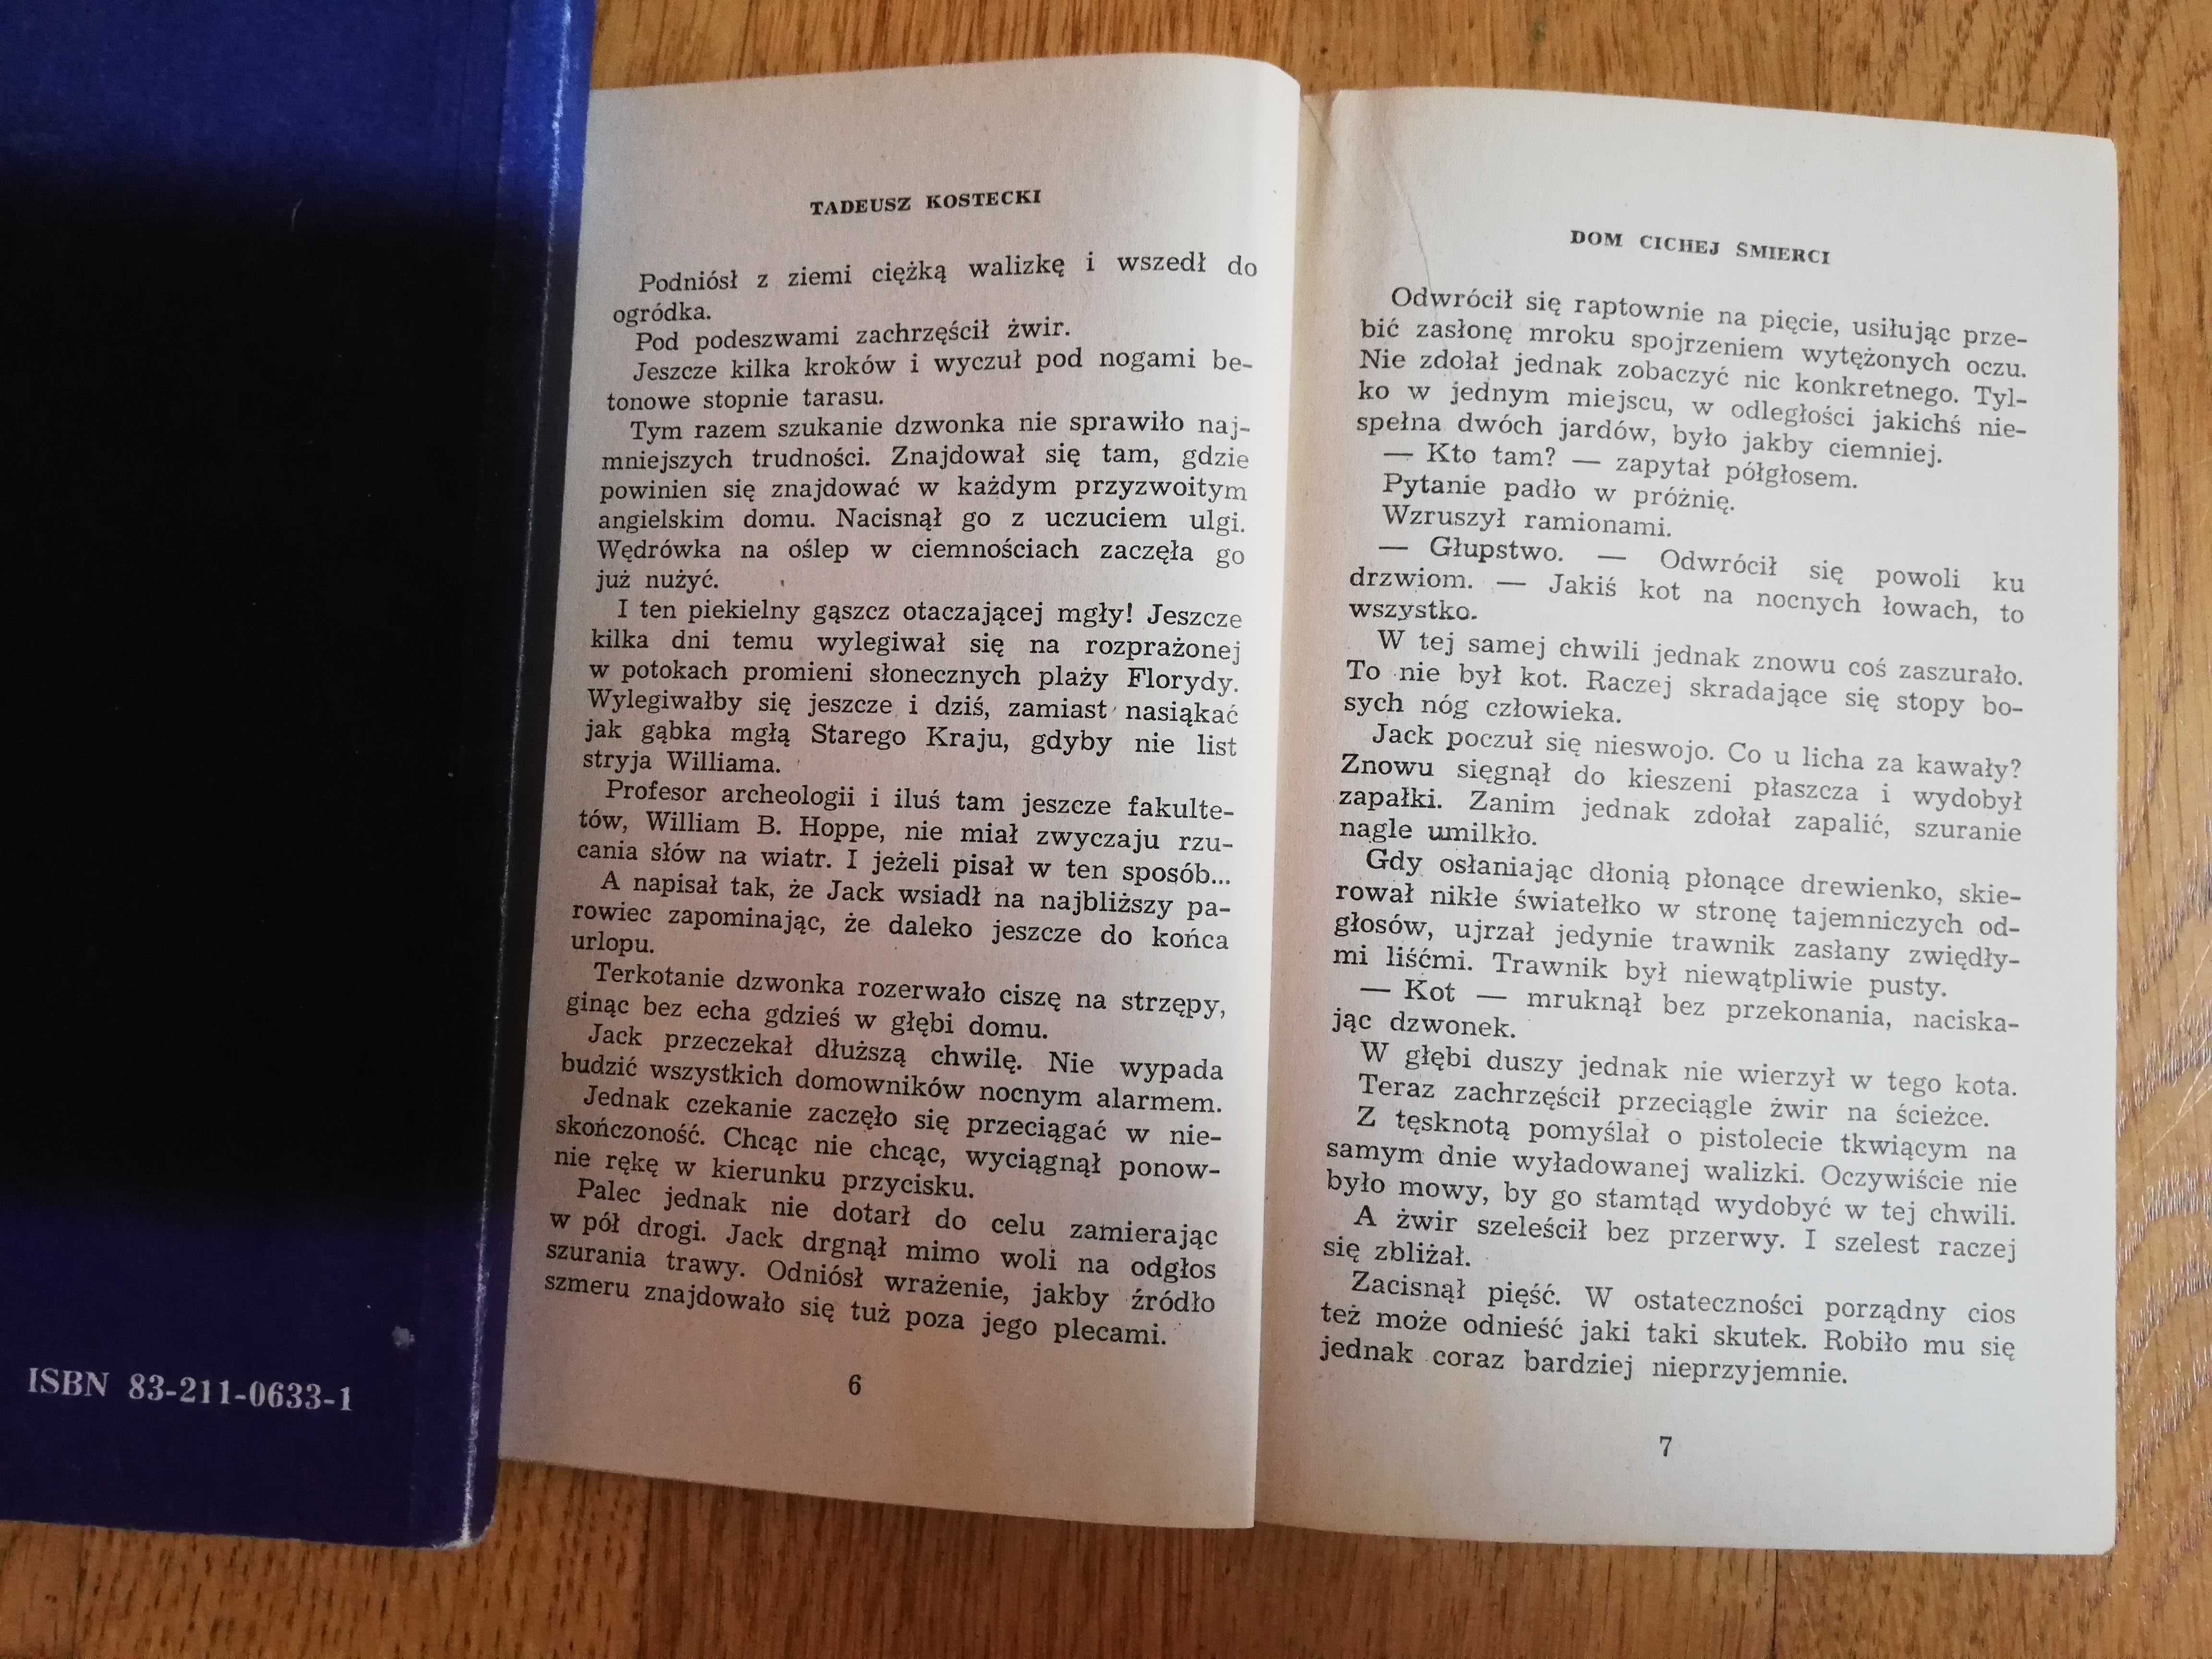 ISBN 83-211-0633-1
TADEUSZ KOSTECKI
Podniósł z ziemi ciężką walizkę i wszedł do
ogródka.
Pod podeszwami zachrzęścił żwir.
Jeszcze kilka kroków i wyczuł pod nogami be-
tonowe stopnie tarasu.
Tym razem szukanie dzwonka nie sprawiło naj-
mniejszych trudności. Znajdował się tam, gdzie
powinien się znajdować w każdym przyzwoitym
angielskim domu. Nacisnął go z uczuciem ulgi.
Wędrówka na oślep w ciemnościach zaczęła go
już nużyć.
I ten piekielny gąszcz otaczającej mgły! Jeszcze
kilka dni temu wylegiwał się na rozprażonej
w potokach promieni słonecznych plaży Florydy.
Wylegiwałby się jeszcze i dziś, zamiast nasiąkać
jak gąbka mgłą Starego Kraju, gdyby nie list
stryja Williama.
Profesor archeologii i iluś tam jeszcze fakulte-
tów, William B. Hoppe, nie miał zwyczaju rzu-
cania słów na wiatr. I jeżeli pisał w ten sposób...
A napisał tak, że Jack wsiadł na najbliższy pa-
rowiec zapominając, że daleko jeszcze do końca
urlopu.
Terkotanie dzwonka rozerwało ciszę na strzępy,
ginąc bez echa gdzieś w głębi domu.
Jack przeczekał dłuższą chwilę. Nie wypada
budzić wszystkich domowników nocnym alarmem.
Jednak czekanie zaczęło się przeciągać w nie-
skończoność. Chcąc nie chcąc, wyciągnął ponow-
nie rękę w kierunku przycisku.
Palec jednak nie dotarł do celu zamierając
w pół drogi. Jack drgnął mimo woli na odgłos
szurania trawy. Odniósł wrażenie, jakby źródło
szmeru znajdowało się tuż poza jego plecami.
6
DOM CICHEJ ŚMIERCI
Odwrócił się raptownie na pięcie, usiłując prze-
bić zasłonę mroku spojrzeniem wytężonych oczu.
Nie zdołał jednak zobaczyć nic konkretnego. Tyl-
ko w jednym miejscu, w odległości jakichś nie-
spełna dwóch jardów, było jakby ciemniej.
— Kto tam? — zapytał półgłosem.
Pytanie padło w próżnię.
Wzruszył ramionami.
— Głupstwo. — Odwrócił się powoli ku
drzwiom. — Jakiś kot na nocnych łowach, to
wszystko.
W tej samej chwili jednak znowu coś zaszurało.
To nie był kot. Raczej skradające się stopy bo-
sych nóg człowieka.
Jack poczuł się nieswojo. Co u licha za kawały?
Znowu sięgnął do kieszeni płaszcza i wydobył
zapałki. Zanim jednak zdołał zapalić, szuranie
nagle umilkło.
Gdy osłaniając dłonią płonące drewienko, skie-
rował nikłe światełko w stronę tajemniczych od-
głosów, ujrzał jedynie trawnik zasłany zwiędły-
mi liśćmi. Trawnik był niewątpliwie pusty.
— Kot — mruknął bez przekonania, naciska-
jąc dzwonek.
W głębi duszy jednak nie wierzył w tego kota.
Teraz zachrzęścił przeciągle żwir na ścieżce.
Z tęsknotą pomyślał o pistolecie tkwiącym na
samym dnie wyładowanej walizki. Oczywiście nie
było mowy, by go stamtąd wydobyć w tej chwili.
A żwir szeleścił bez przerwy. I szelest raczej
się zbliżał.
Zacisnął pięść. W ostateczności porządny cios
też może odnieść jaki taki skutek. Robiło mu się
jednak coraz bardziej nieprzyjemnie.
7